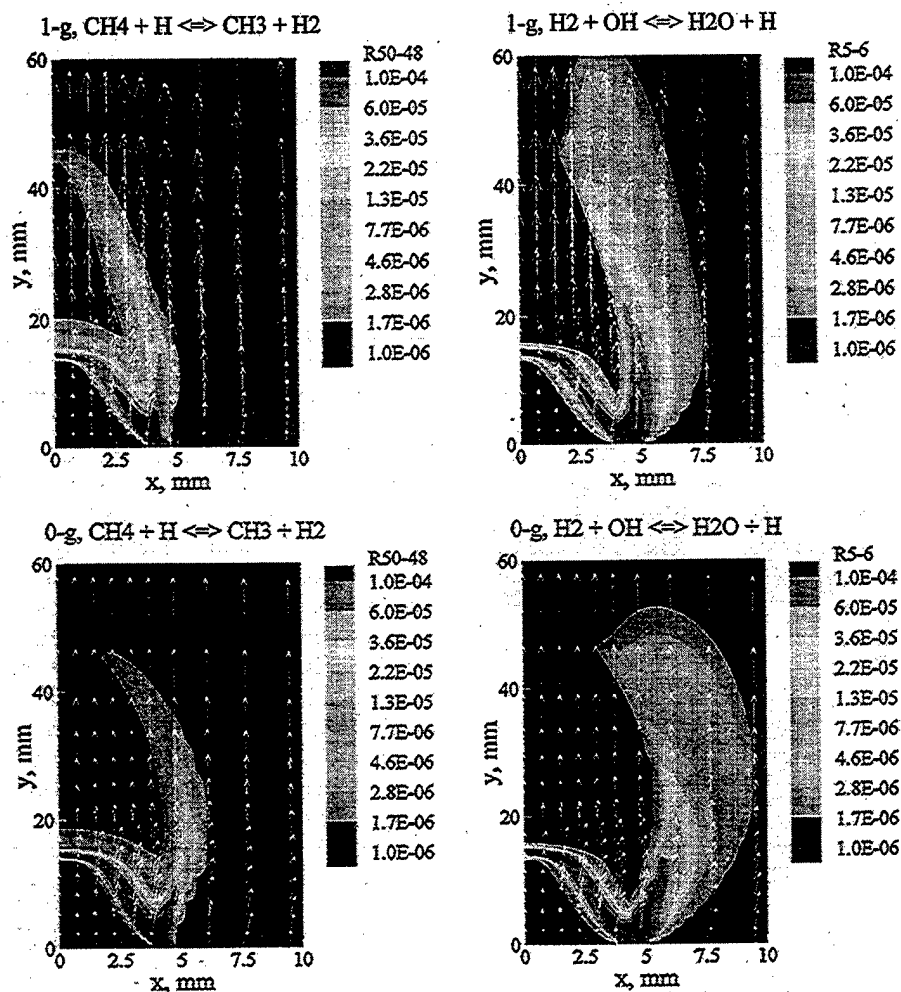 1-g, CH4 + H <=> CH3 + H2
R50-48
1.0E-04
6.0E-05
3.6E-05
2.2E-05
1.3E-05
7.7E-06
4.6E-06
2.8E-06
1.7E-06
1.0E-06
60
40
20
0
y, mm
0 2.5 5 7.5 10
x, mm
1-g, H2 + OH <=> H2O + H
R5-6
1.0E-04
6.0E-05
3.6E-05
2.2E-05
1.3E-05
7.7E-06
4.6E-06
2.8E-06
1.7E-06
1.0E-06
60
40
20
0
y, mm
0 2.5 5 7.5 10
x, mm
0-g, CH4 + H <=> CH3 + H2
R50-48
1.0E-04
6.0E-05
3.6E-05
2.2E-05
1.3E-05
7.7E-06
4.6E-06
2.8E-06
1.7E-06
1.0E-06
60
40
20
0
y, mm
0 2.5 5 7.5 10
x, mm
0-g, H2 + OH <=> H2O + H
R5-6
1.0E-04
6.0E-05
3.6E-05
2.2E-05
1.3E-05
7.7E-06
4.6E-06
2.8E-06
1.7E-06
1.0E-06
60
40
20
0
y, mm
0 2.5 5 7.5 10
x, mm